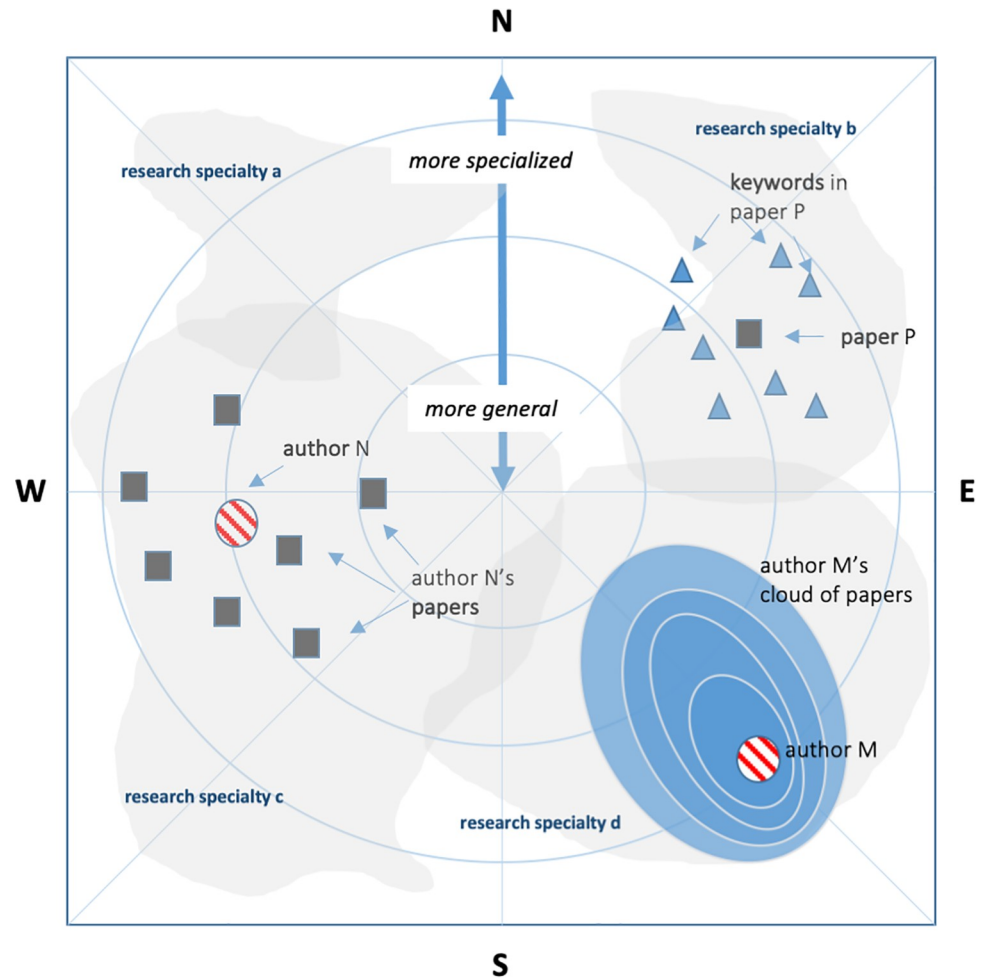 N
research specialty b
more specialized
research specialty a
keywords in
paper P
paper P
more general
author N
W
E
author N’s
papers
author M’s
cloud of papers
author M
research specialty c
research specialty d
S